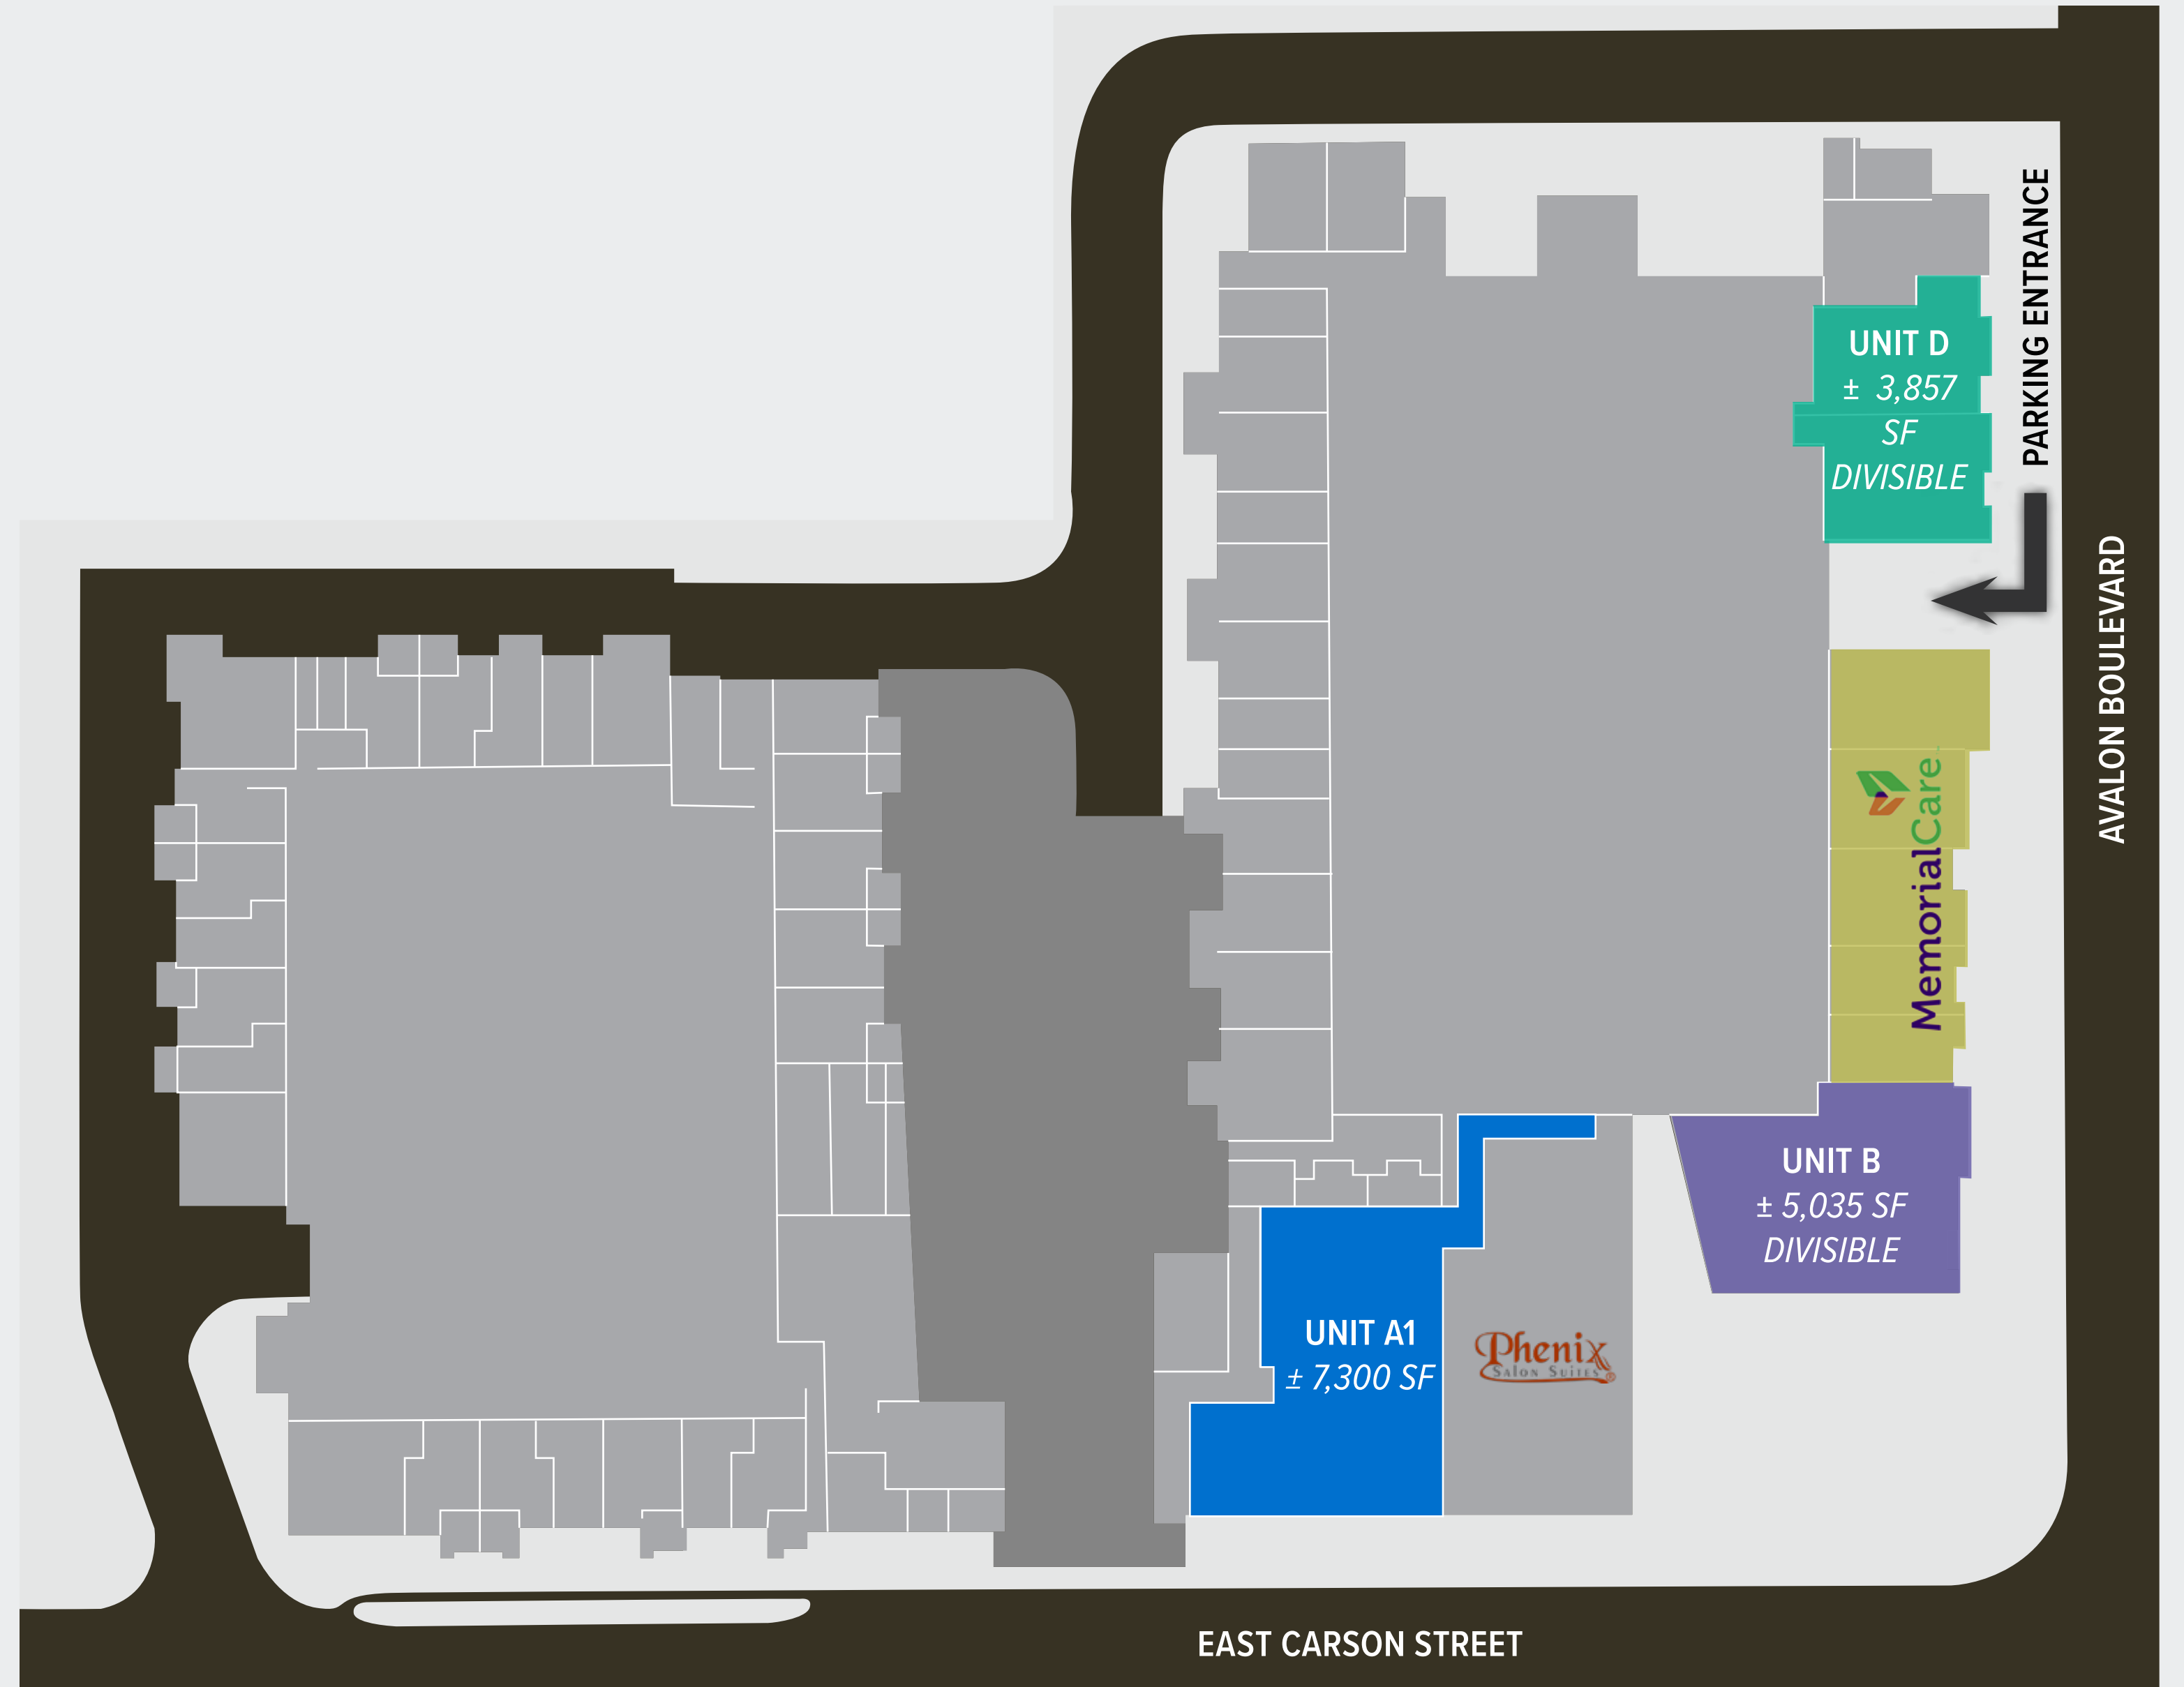 PARKING ENTRANCE
UNIT D
± 3,857
SF
DIVISIBLE
AVALON BOULEVARD
MemorialCare
UNIT B
± 5,035 SF
DIVISIBLE
UNIT A1
± 7,300 SF
Phenix
SALON SUITES®
EAST CARSON STREET